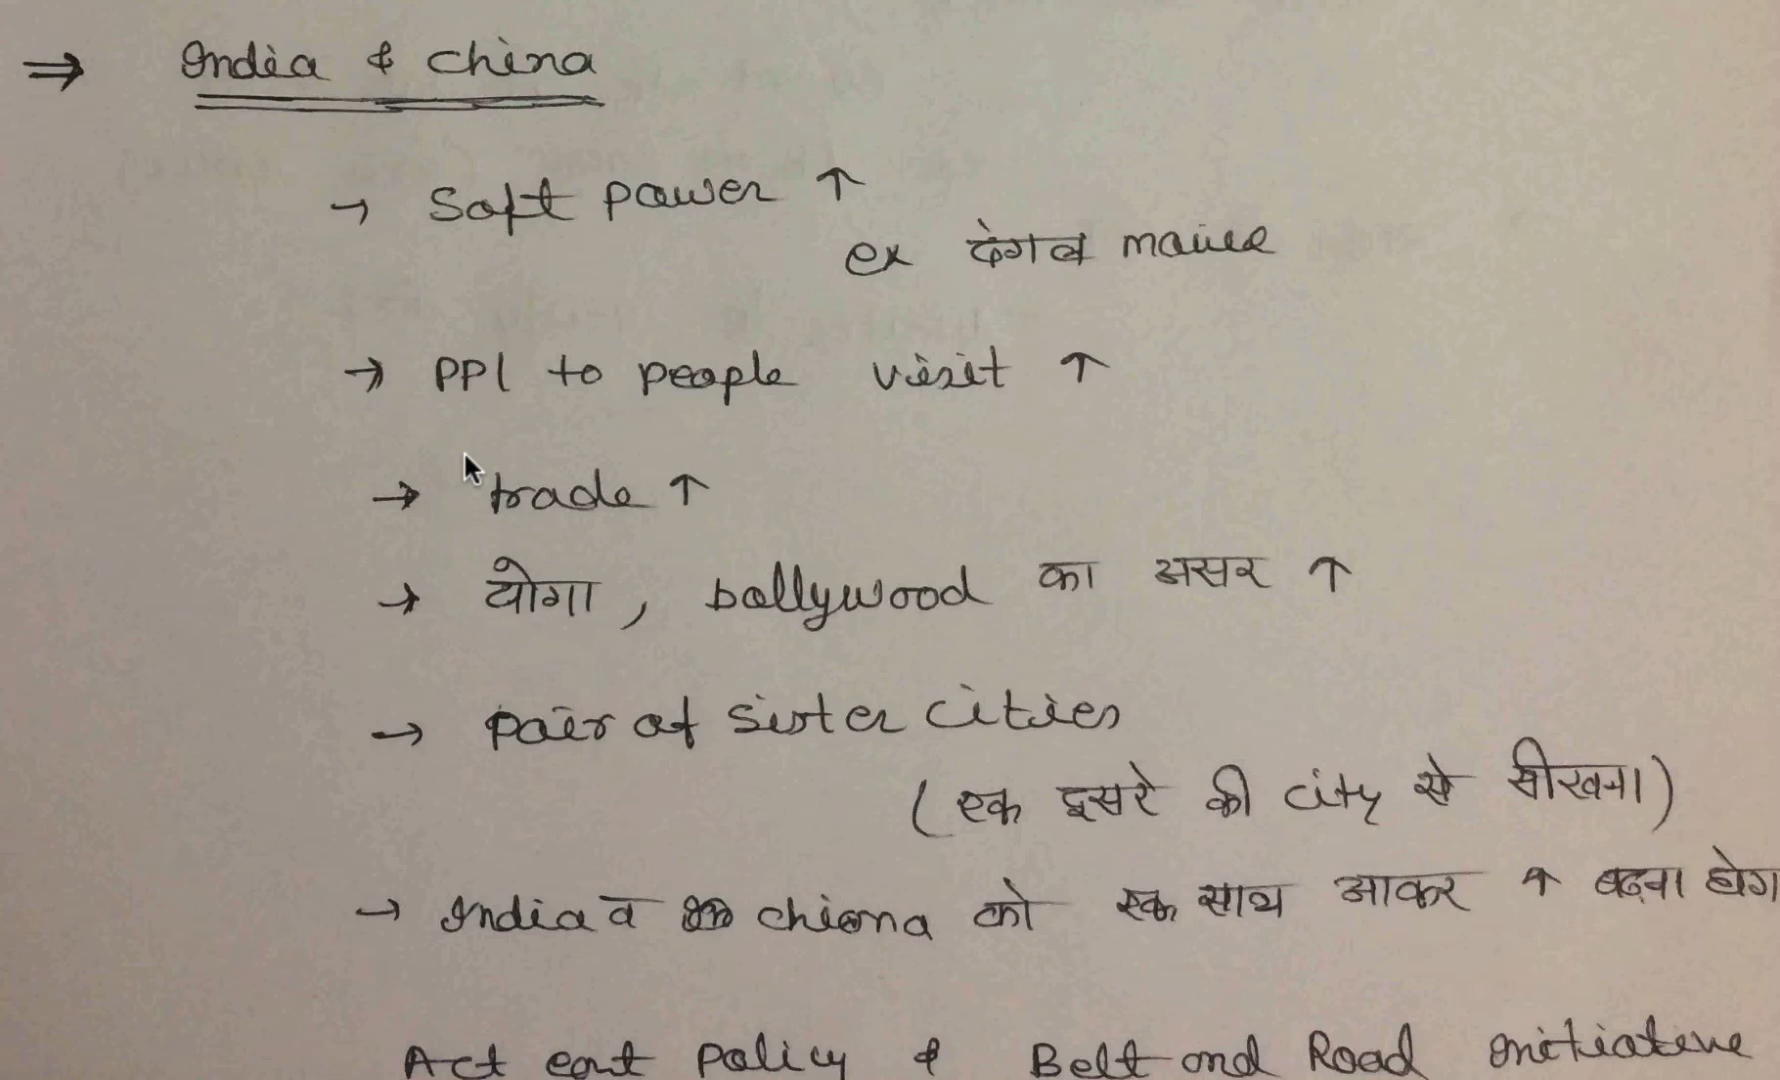 ⇒ India & China
→ Soft power ↑
ex दंगल movie
→ PPl to people visit ↑
→ trade ↑
→ योगा, bollywood का असर ↑
→ pair of sister cities
(एक दूसरे की city से सीखना)
→ India व chiona को एक साथ आकर ↑ बढ़ना होगा
Act east Policy & Belt and Road initiative